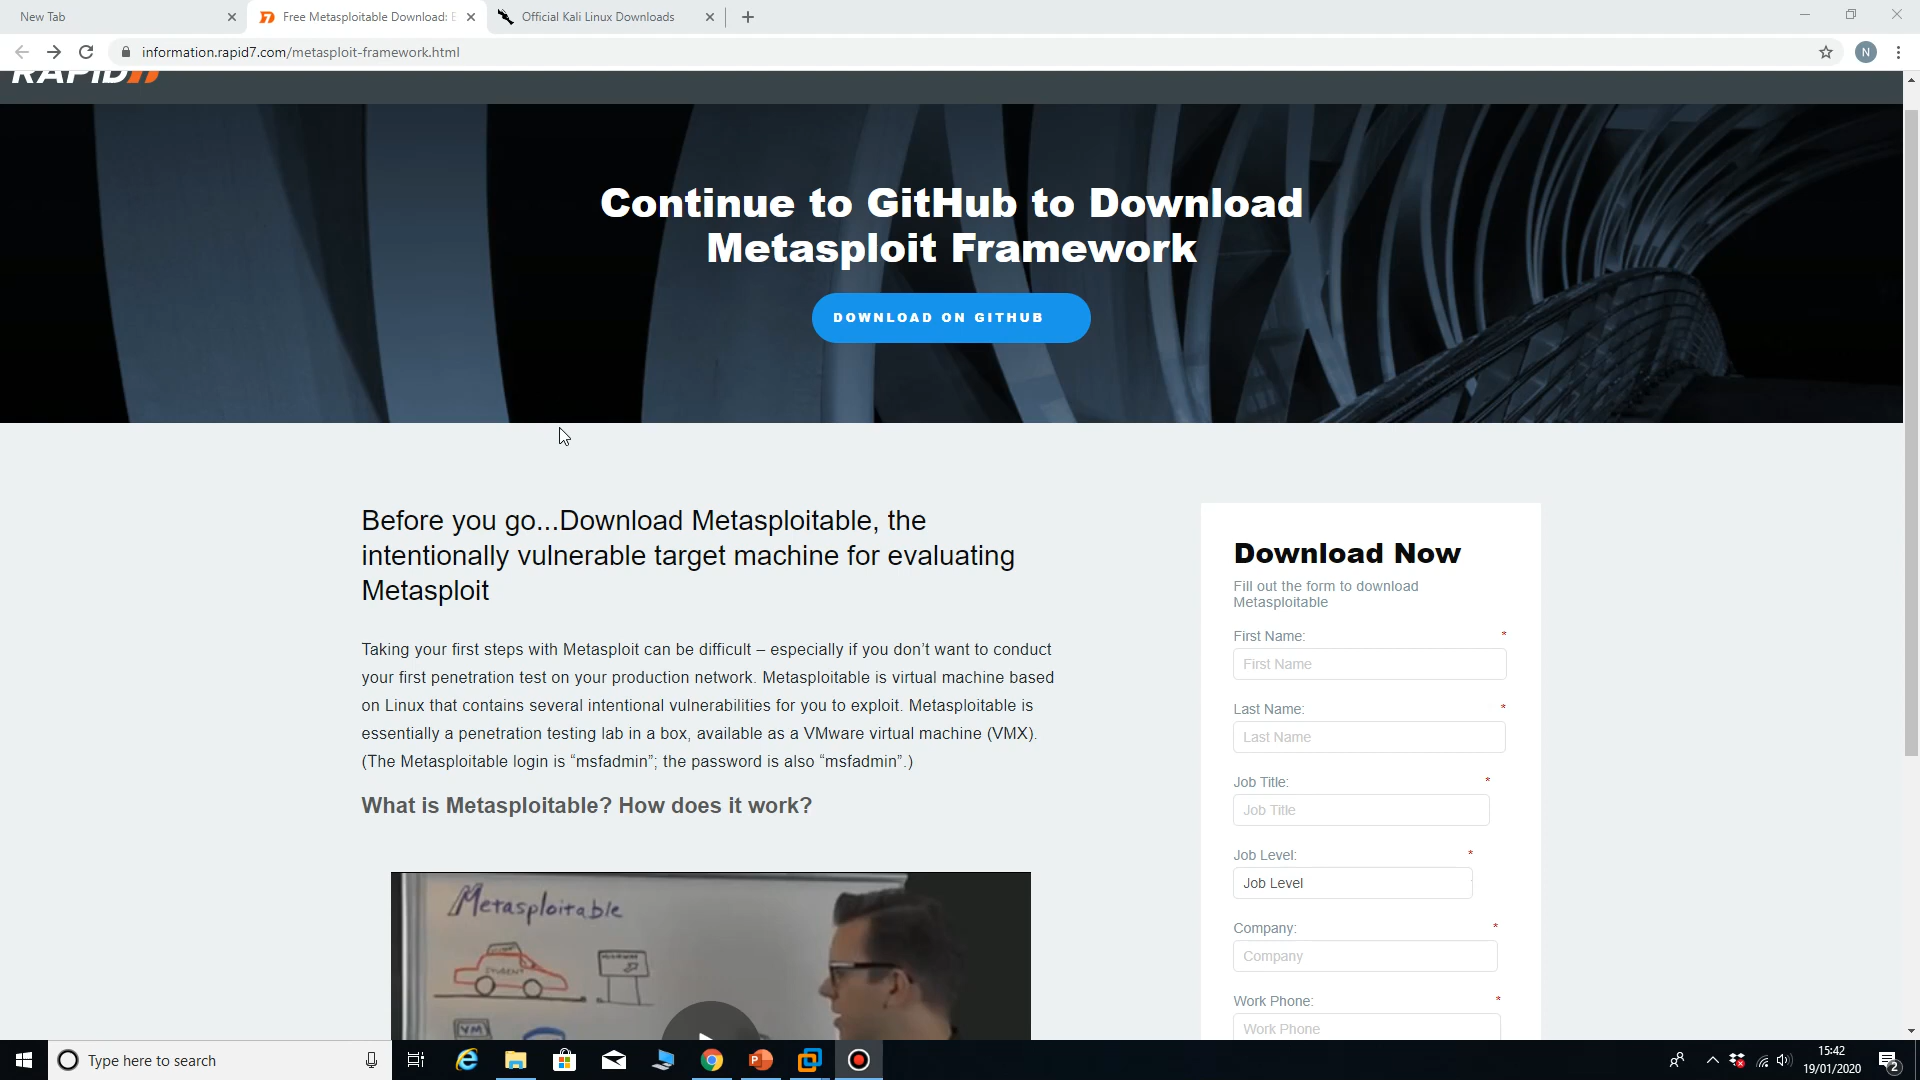 New Tab
Free Metasploitable Download: E
Official Kali Linux Downloads
information.rapid7.com/metasploit-framework.html
N
RAPID7
Continue to GitHub to Download
Metasploit Framework
DOWNLOAD ON GITHUB
Before you go...Download Metasploitable, the
intentionally vulnerable target machine for evaluating
Metasploit
Taking your first steps with Metasploit can be difficult – especially if you don’t want to conduct
your first penetration test on your production network. Metasploitable is virtual machine based
on Linux that contains several intentional vulnerabilities for you to exploit. Metasploitable is
essentially a penetration testing lab in a box, available as a VMware virtual machine (VMX).
(The Metasploitable login is “msfadmin”; the password is also “msfadmin”.)
What is Metasploitable? How does it work?
Metasploitable
STUDENT
VM
Download Now
Fill out the form to download
Metasploitable
First Name: *
First Name
Last Name: *
Last Name
Job Title: *
Job Title
Job Level: *
Job Level
Company: *
Company
Work Phone: *
Work Phone
Type here to search
15:42
19/01/2020
2